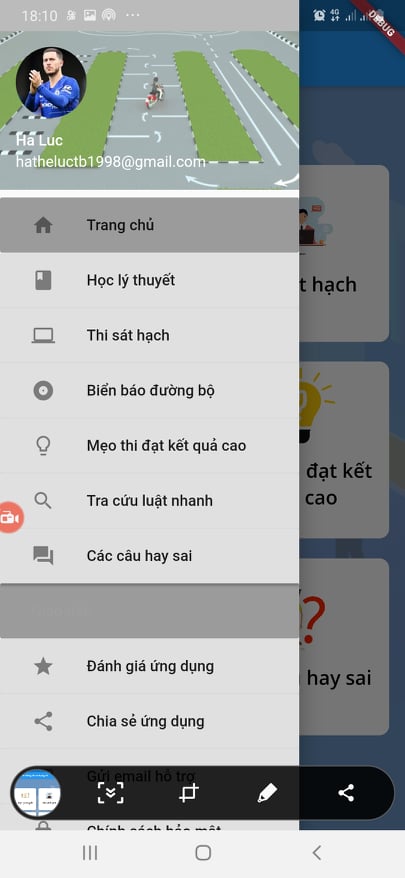 18:10
4G
DEBUG
Ha Luc
hatheluctb1998@gmail.com
Trang chủ
t hạch
Học lý thuyết
Thi sát hạch
Biển báo đường bộ
Mẹo thi đạt kết quả cao
đạt kết
cao
Tra cứu luật nhanh
Các câu hay sai
hay sai
Đánh giá ứng dụng
Chia sẻ ứng dụng
Gửi email hỗ trợ
Chính sách bảo mật